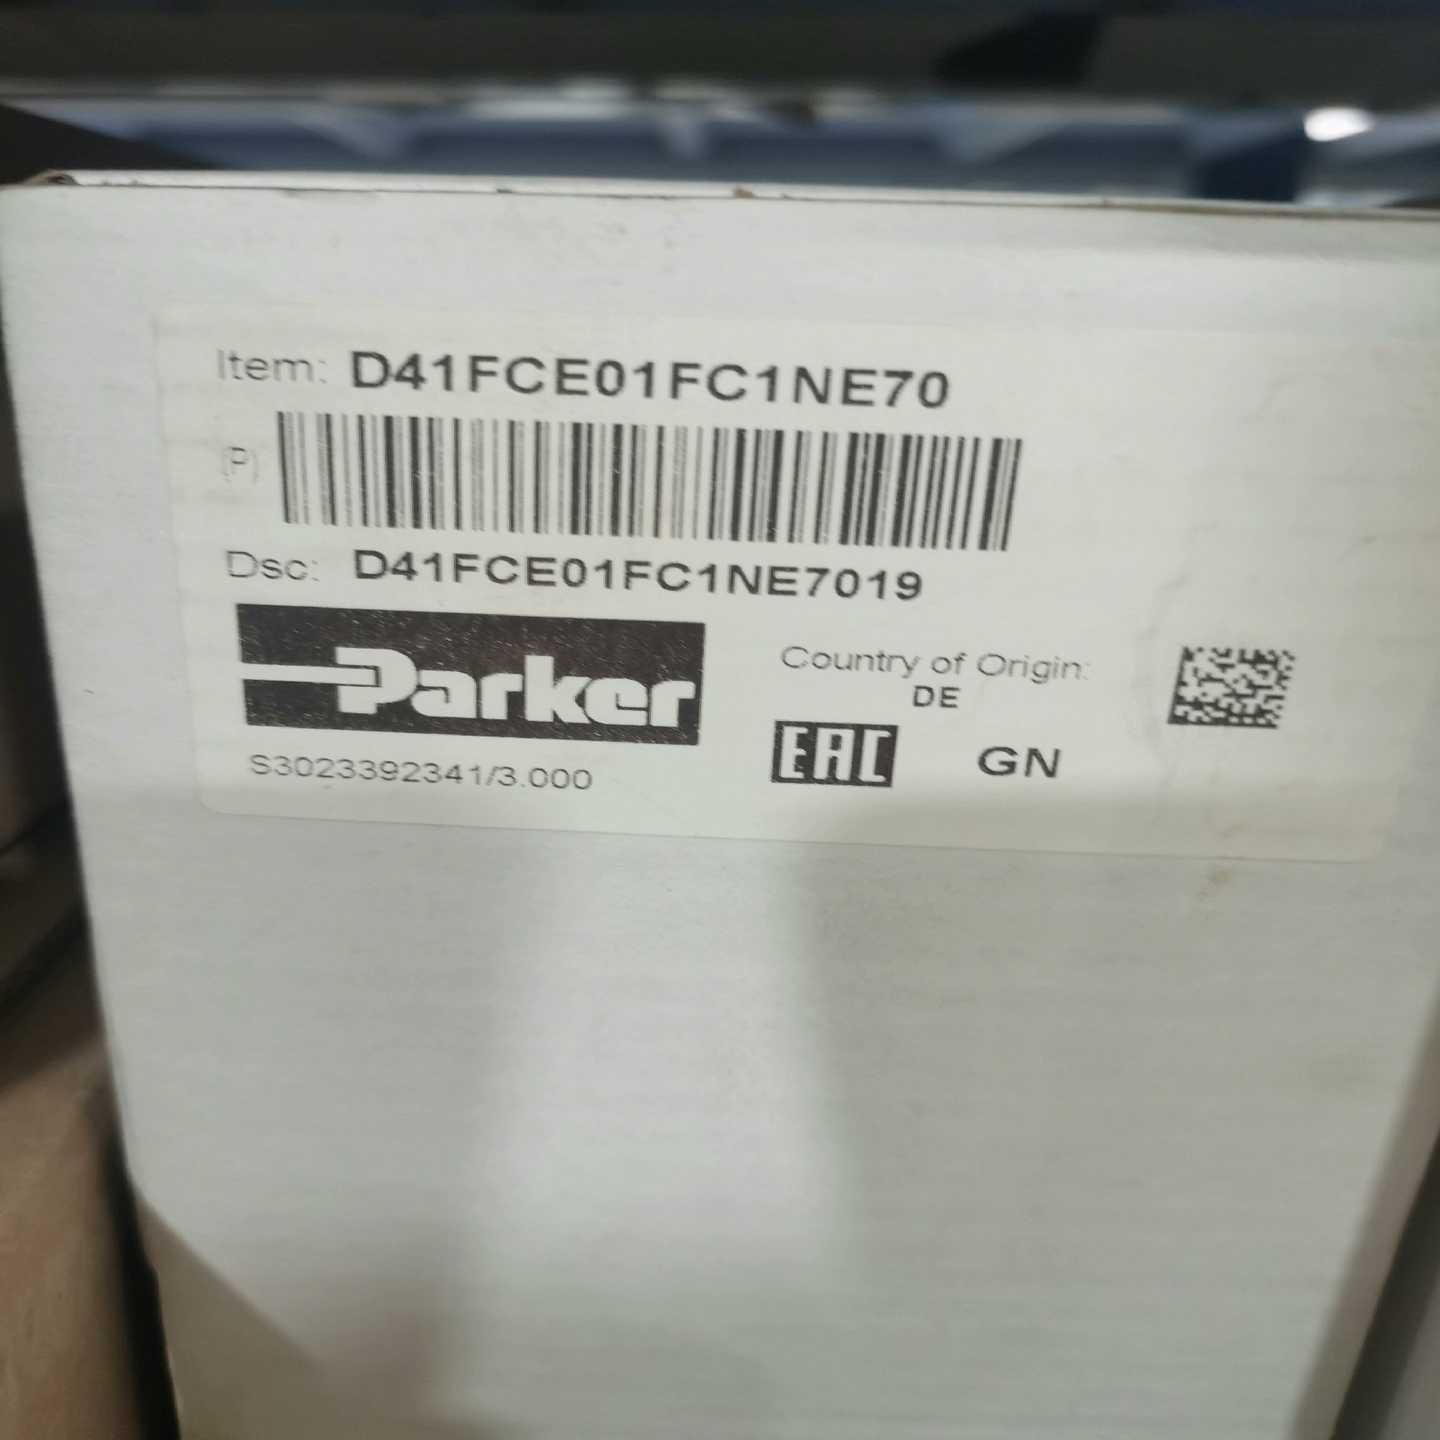 Item: D41FCE01FC1NE70
(P)
Dsc: D41FCE01FC1NE7019
Parker
Country of Origin:
DE
S3023392341/3.000
EAC
GN